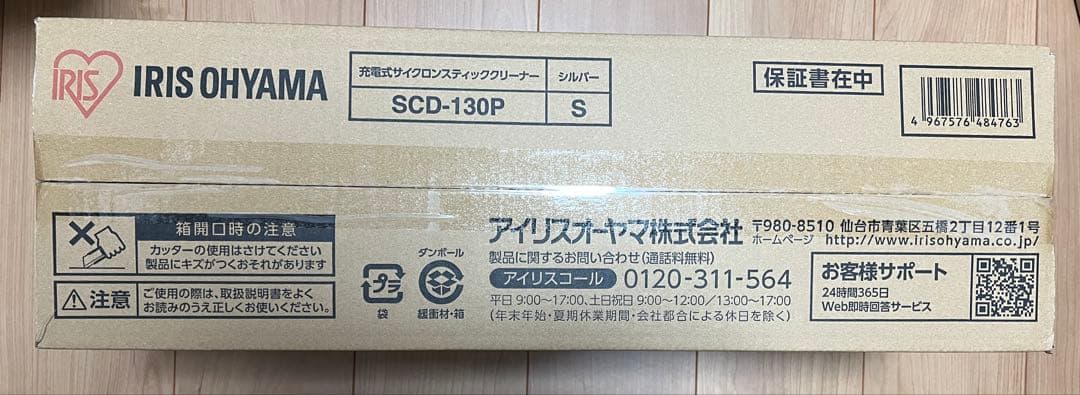 IRIS
IRIS OHYAMA
充電式サイクロンスティッククリーナー
シルバー
SCD-130P
S
保証書在中
4 967576 484763
箱開口時の注意
カッターの使用はさけてください
製品にキズがつくおそれがあります
注意
ご使用の際は、取扱説明書をよく
お読みのうえ正しくお使いください。
プラ
袋
ダンボール
緩衝材・箱
アイリスオーヤマ株式会社
〒980-8510 仙台市青葉区五橋2丁目12番1号
ホームページ http://www.irisohyama.co.jp/
製品に関するお問い合わせ(通話料無料)
アイリスコール 0120-311-564
平日 9:00~17:00、土日祝日 9:00~12:00/13:00~17:00
(年末年始・夏期休業期間・会社都合による休日を除く)
お客様サポート
24時間365日
Web即時回答サービス